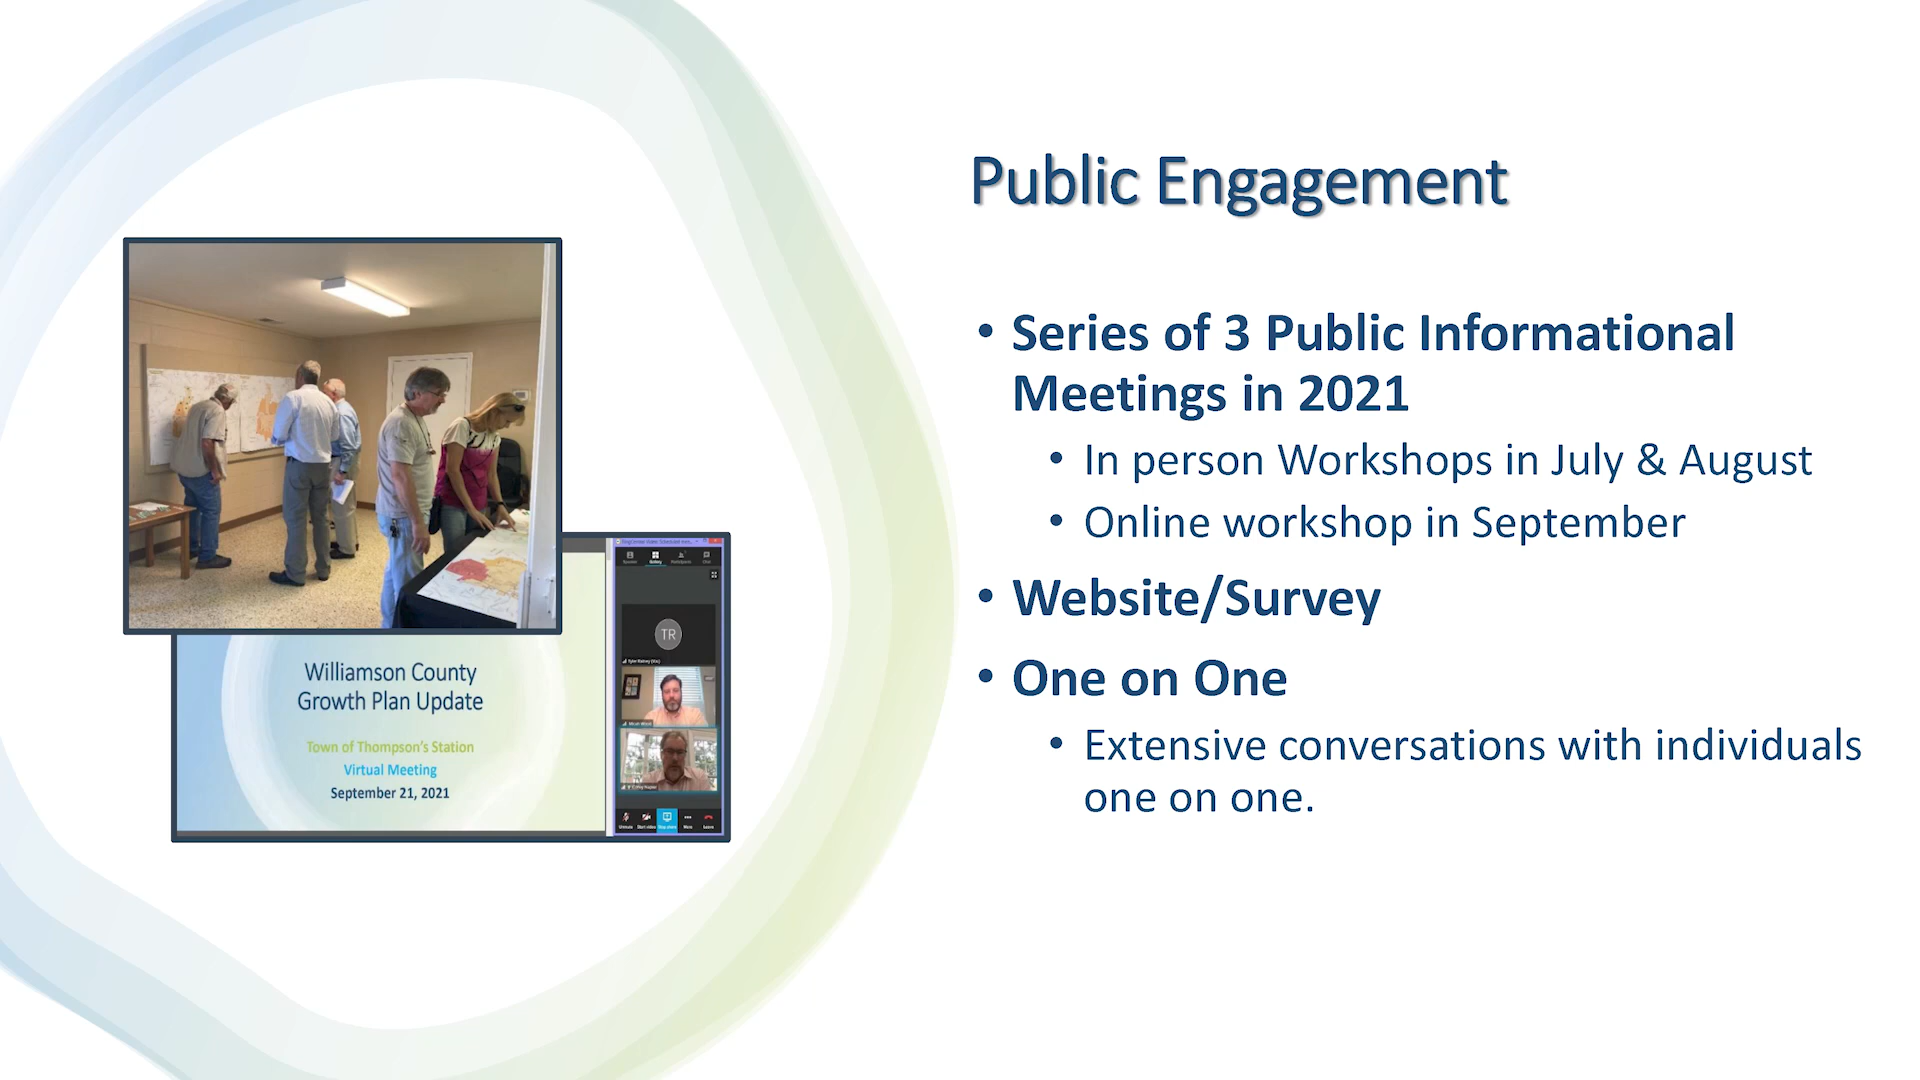 Public Engagement
• Series of 3 Public Informational
Meetings in 2021
• In person Workshops in July & August
• Online workshop in September
• Website/Survey
• One on One
• Extensive conversations with individuals
one on one.
Williamson County
Growth Plan Update
Town of Thompson's Station
Virtual Meeting
September 21, 2021
TR